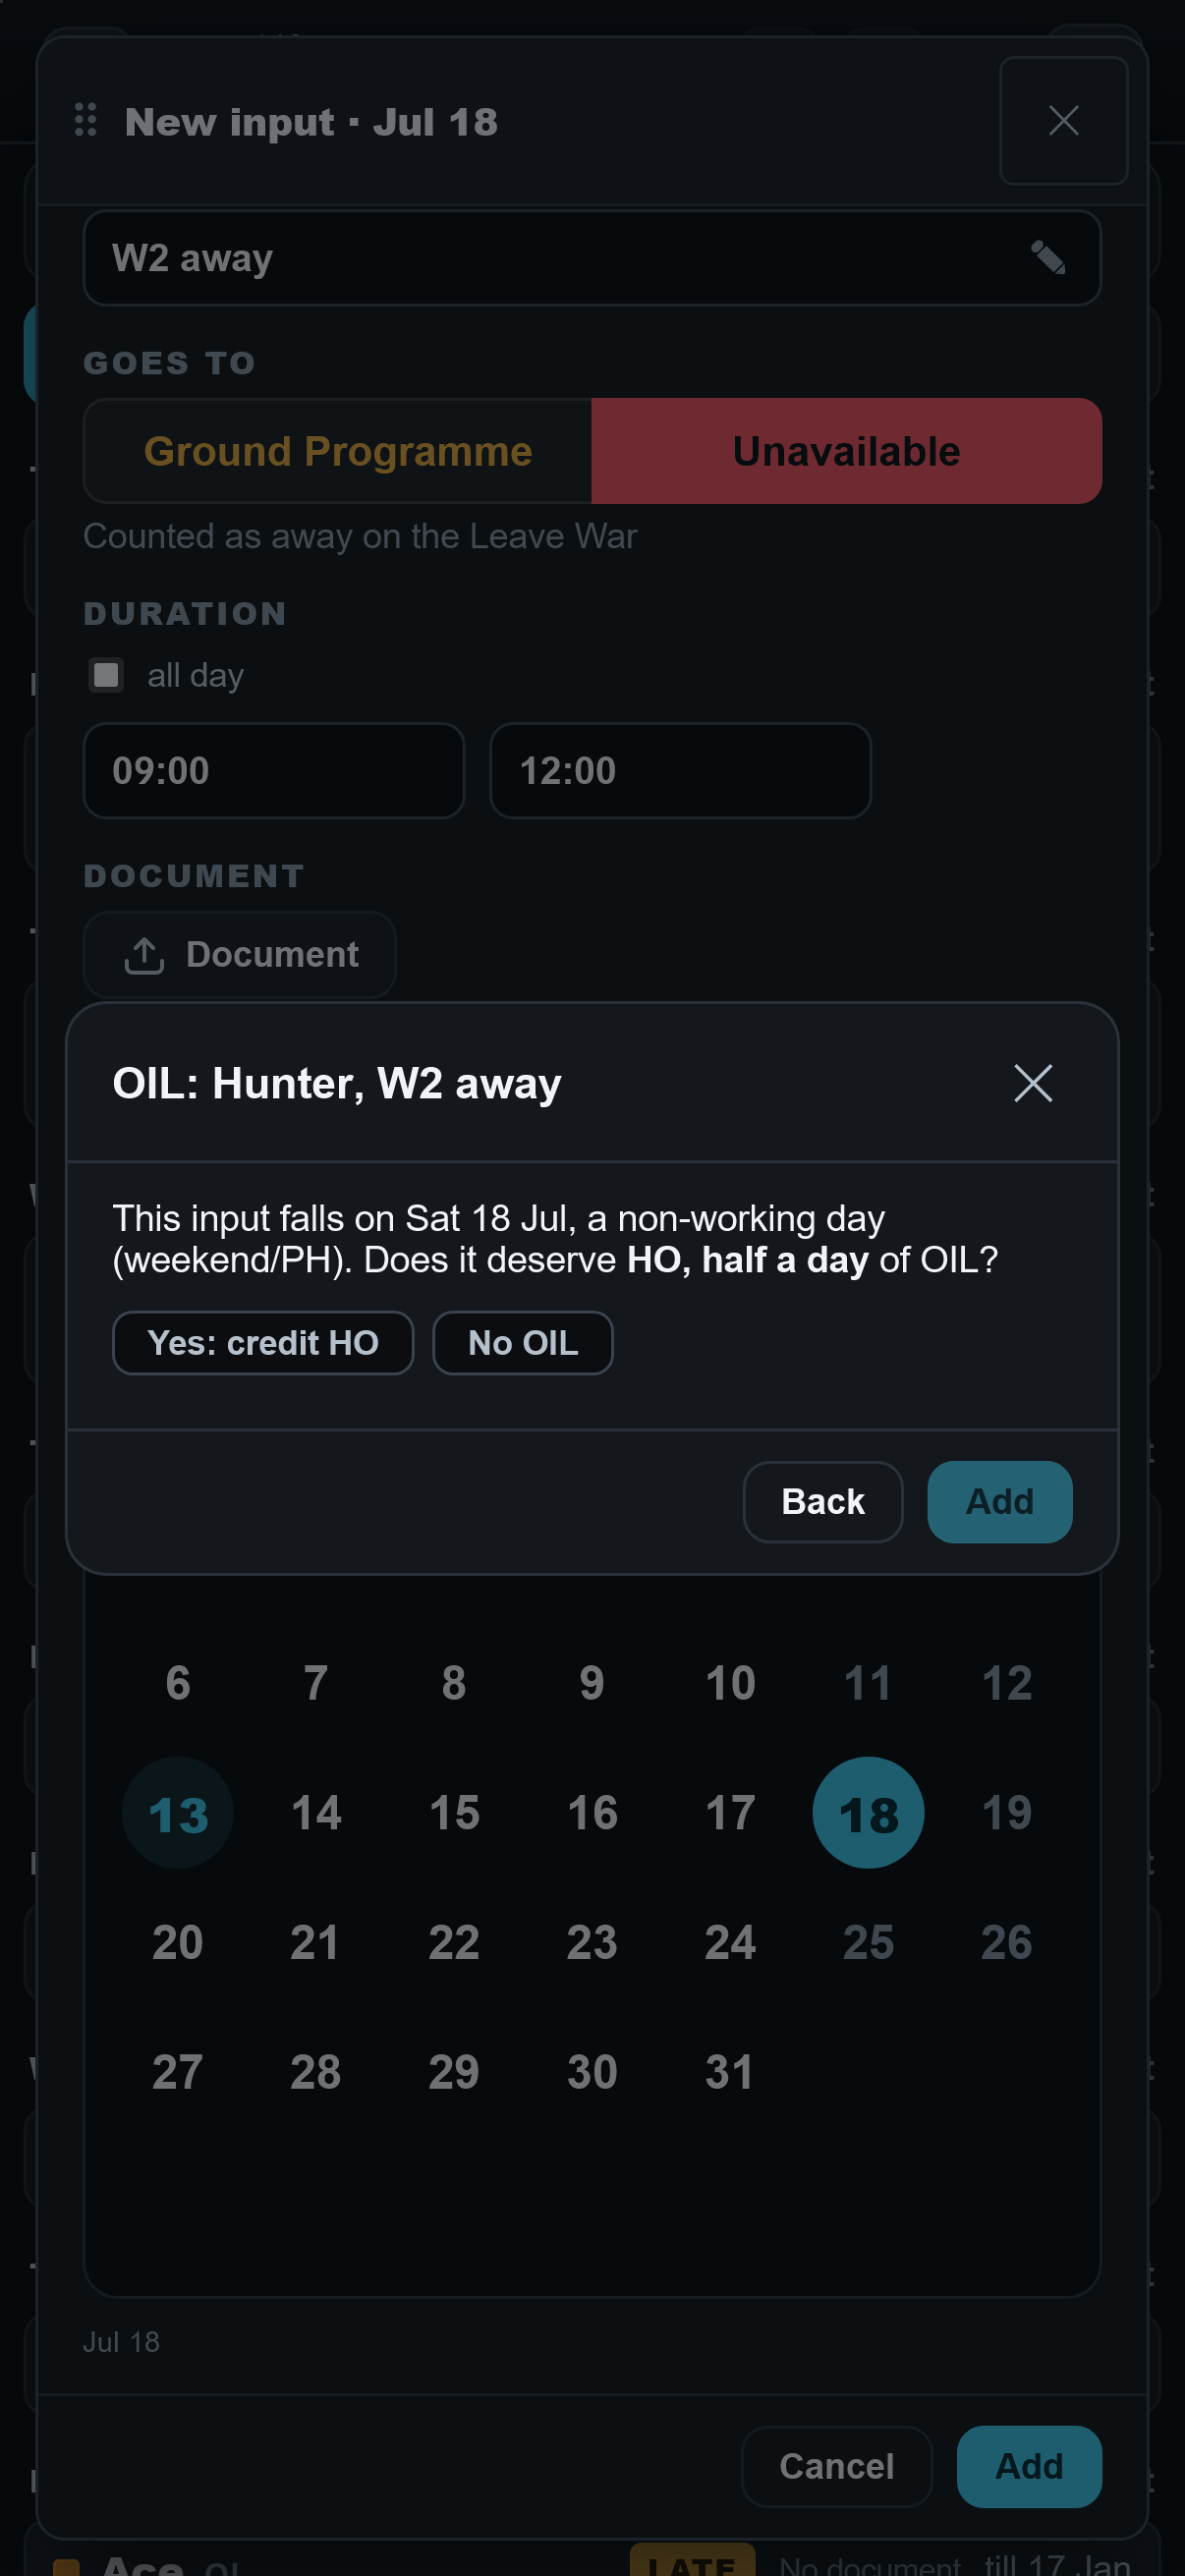 New input · Jul 18
W2 away
GOES TO
Ground Programme
Unavailable
Counted as away on the Leave War
DURATION
all day
09:00
12:00
DOCUMENT
Document
OIL: Hunter, W2 away
This input falls on Sat 18 Jul, a non-working day
(weekend/PH). Does it deserve HO, half a day of OIL?
Yes: credit HO
No OIL
Back
Add
6 7 8 9 10 11 12
13 14 15 16 17 18 19
20 21 22 23 24 25 26
27 28 29 30 31
Jul 18
Cancel
Add
Ace
LATE
No document
till 17 Jan